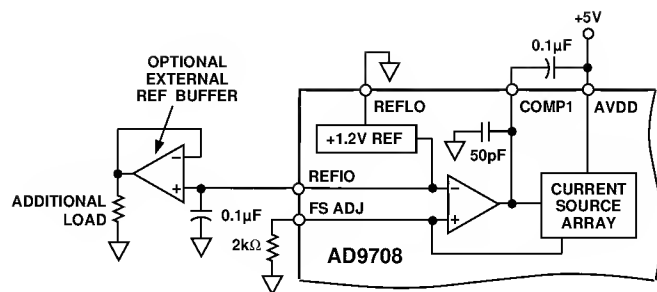 +5V
0.1µF
OPTIONAL
EXTERNAL
REF BUFFER
REFLO
COMP1
AVDD
+1.2V REF
50pF
–
+
REFIO
–
+
CURRENT
SOURCE
ARRAY
ADDITIONAL
LOAD
0.1µF
FS ADJ
2kΩ
AD9708